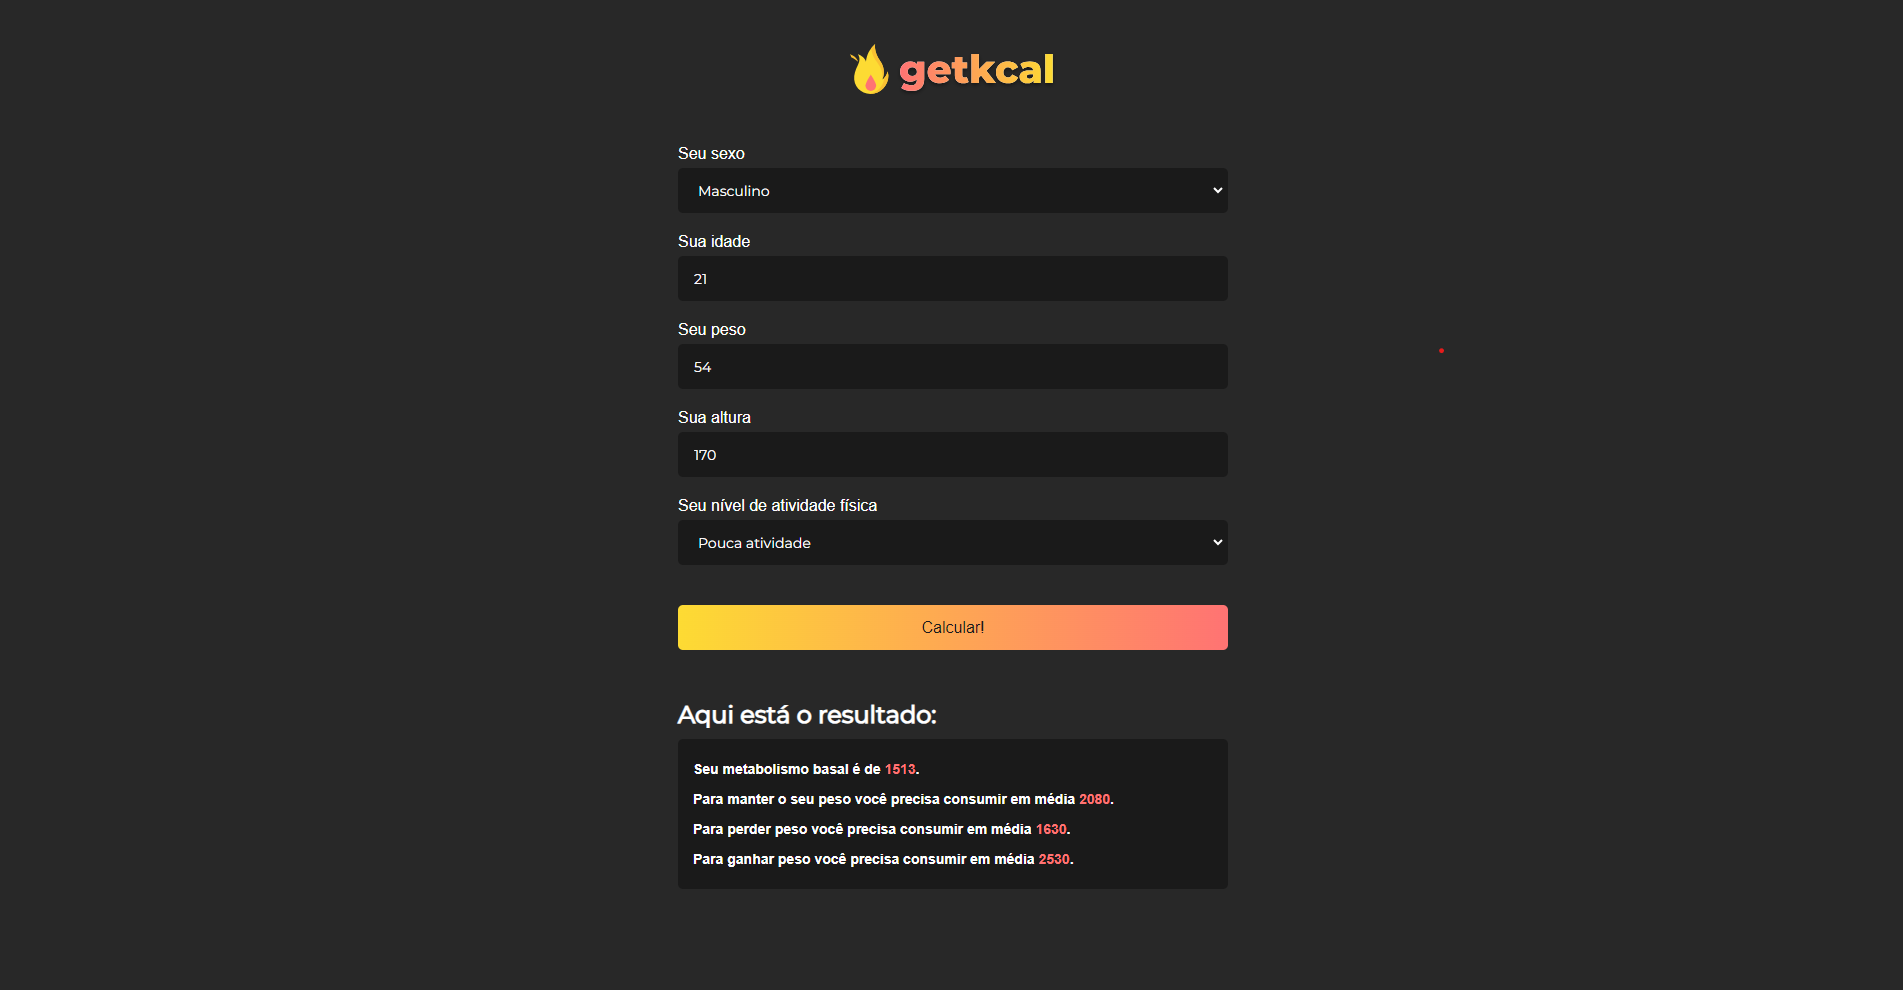 getkcal
Seu sexo
Masculino
Sua idade
21
Seu peso
54
Sua altura
170
Seu nível de atividade física
Pouca atividade
Calcular!
Aqui está o resultado:
Seu metabolismo basal é de 1513.
Para manter o seu peso você precisa consumir em média 2080.
Para perder peso você precisa consumir em média 1630.
Para ganhar peso você precisa consumir em média 2530.